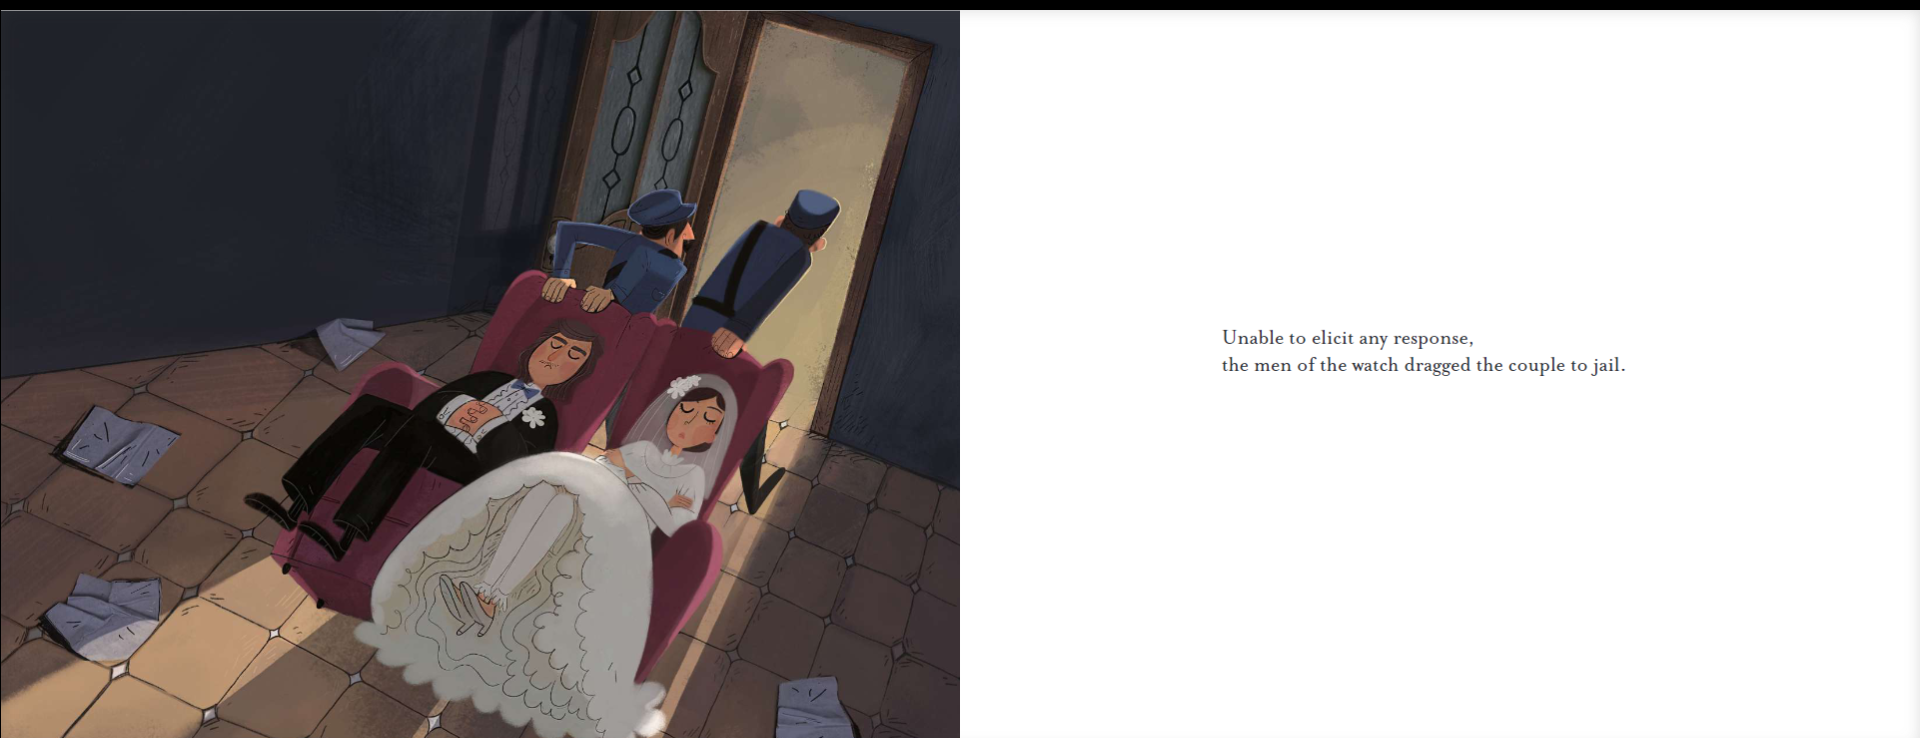 Unable to elicit any response,
the men of the watch dragged the couple to jail.